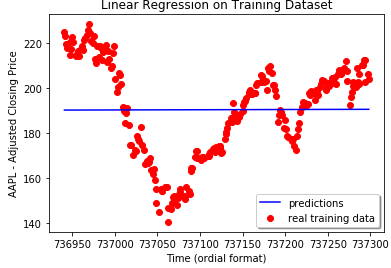 Linear Regression on Training Dataset
AAPL - Adjusted Closing Price
220
200
180
160
140
predictions
real training data
736950 737000 737050 737100 737150 737200 737250 737300
Time (ordial format)